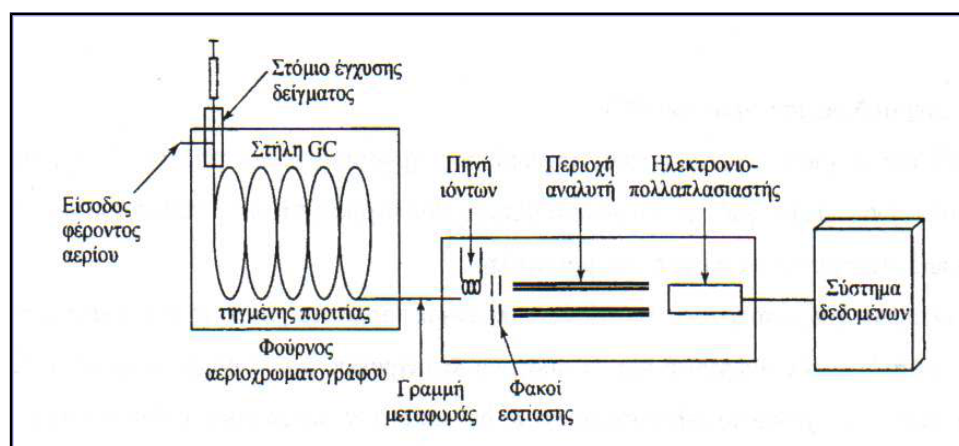 Στόμιο έγχυσης
δείγματος
Στήλη GC
Είσοδος
φέροντος
αερίου
τηγμένης πυριτίας
Φούρνος
αεριοχρωματογράφου
Γραμμή
μεταφοράς
Πηγή
ιόντων
Περιοχή
αναλυτή
Ηλεκτρονιο-
πολλαπλασιαστής
Φακοί
εστίασης
Σύστημα
δεδομένων